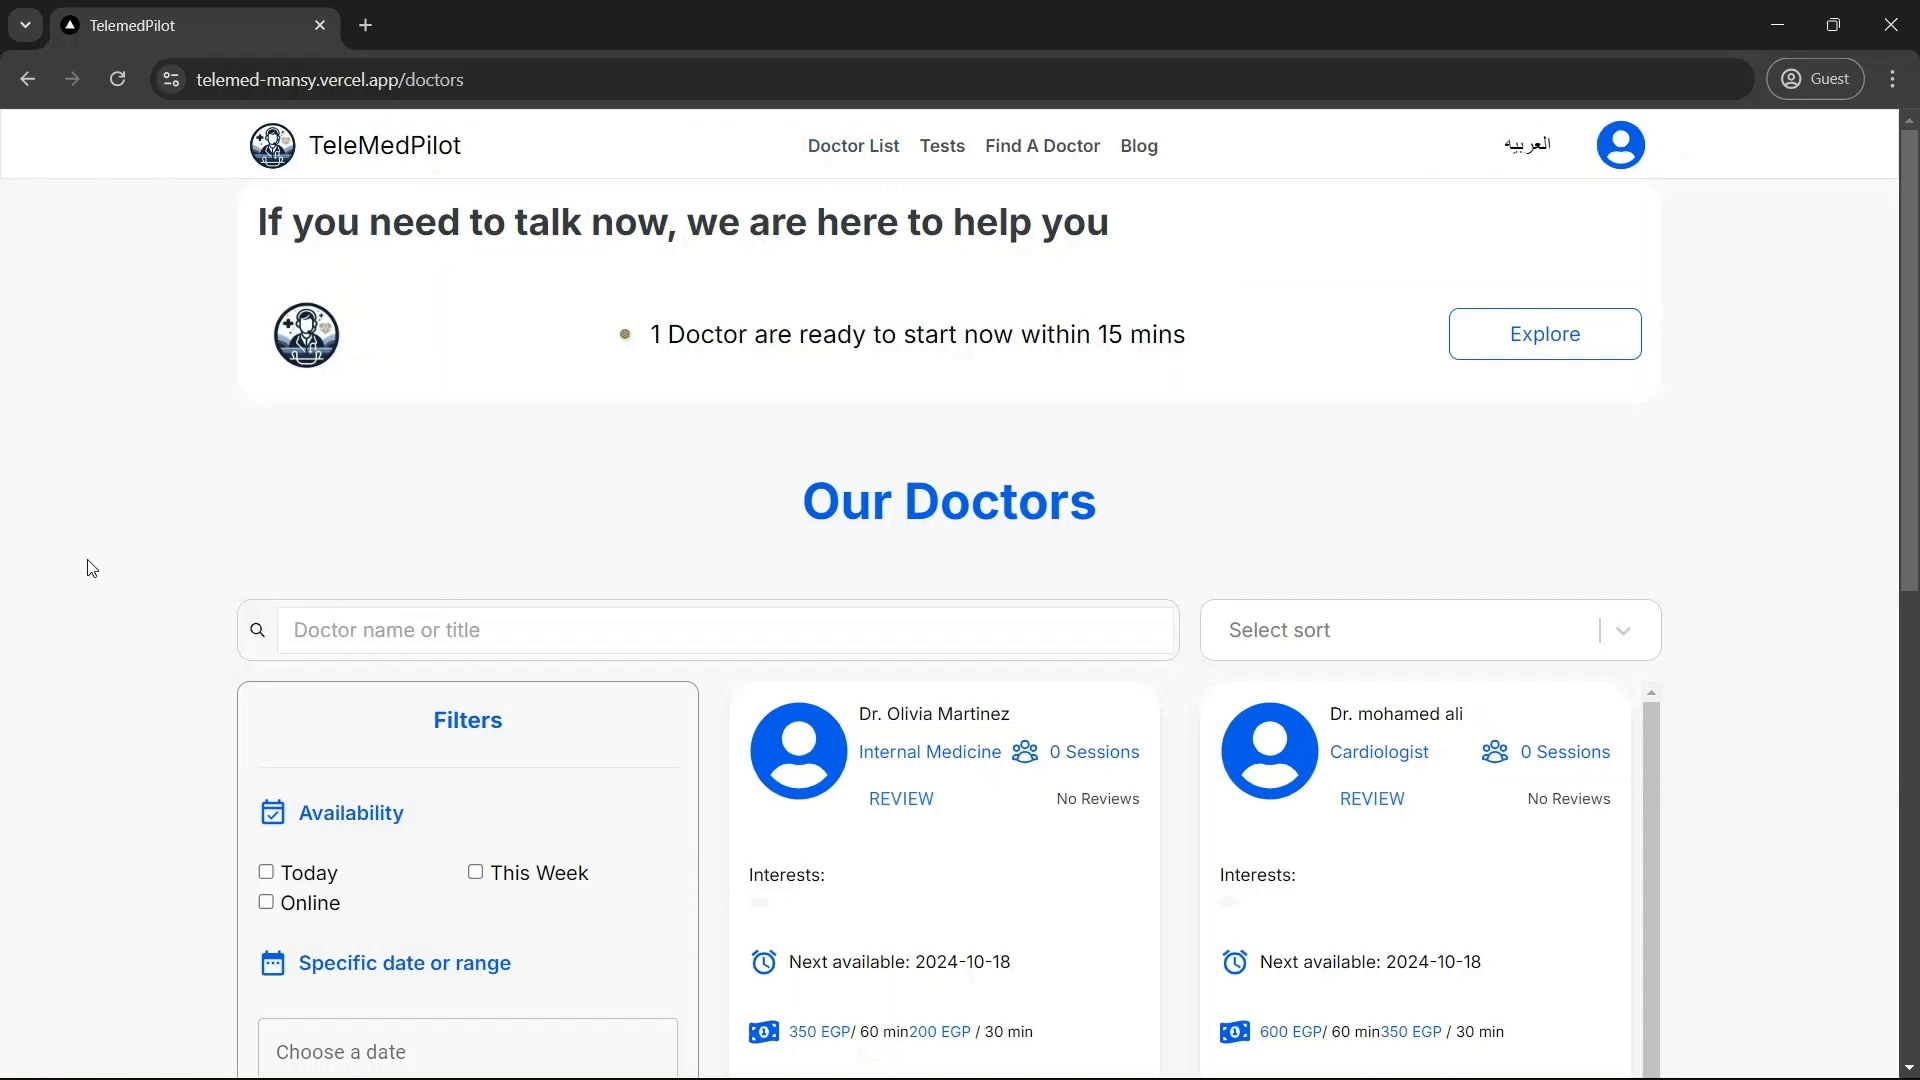 TelemedPilot
telemed-mansy.vercel.app/doctors
Guest
TeleMedPilot
Doctor List
Tests
Find A Doctor
Blog
العربيه
If you need to talk now, we are here to help you
1 Doctor are ready to start now within 15 mins
Explore
Our Doctors
Doctor name or title
Select sort
Filters
Availability
Today
This Week
Online
Specific date or range
Choose a date
Dr. Olivia Martinez
Internal Medicine
0 Sessions
REVIEW
No Reviews
Interests:
Next available: 2024-10-18
350 EGP/ 60 min200 EGP / 30 min
Dr. mohamed ali
Cardiologist
0 Sessions
REVIEW
No Reviews
Interests:
Next available: 2024-10-18
600 EGP/ 60 min350 EGP / 30 min